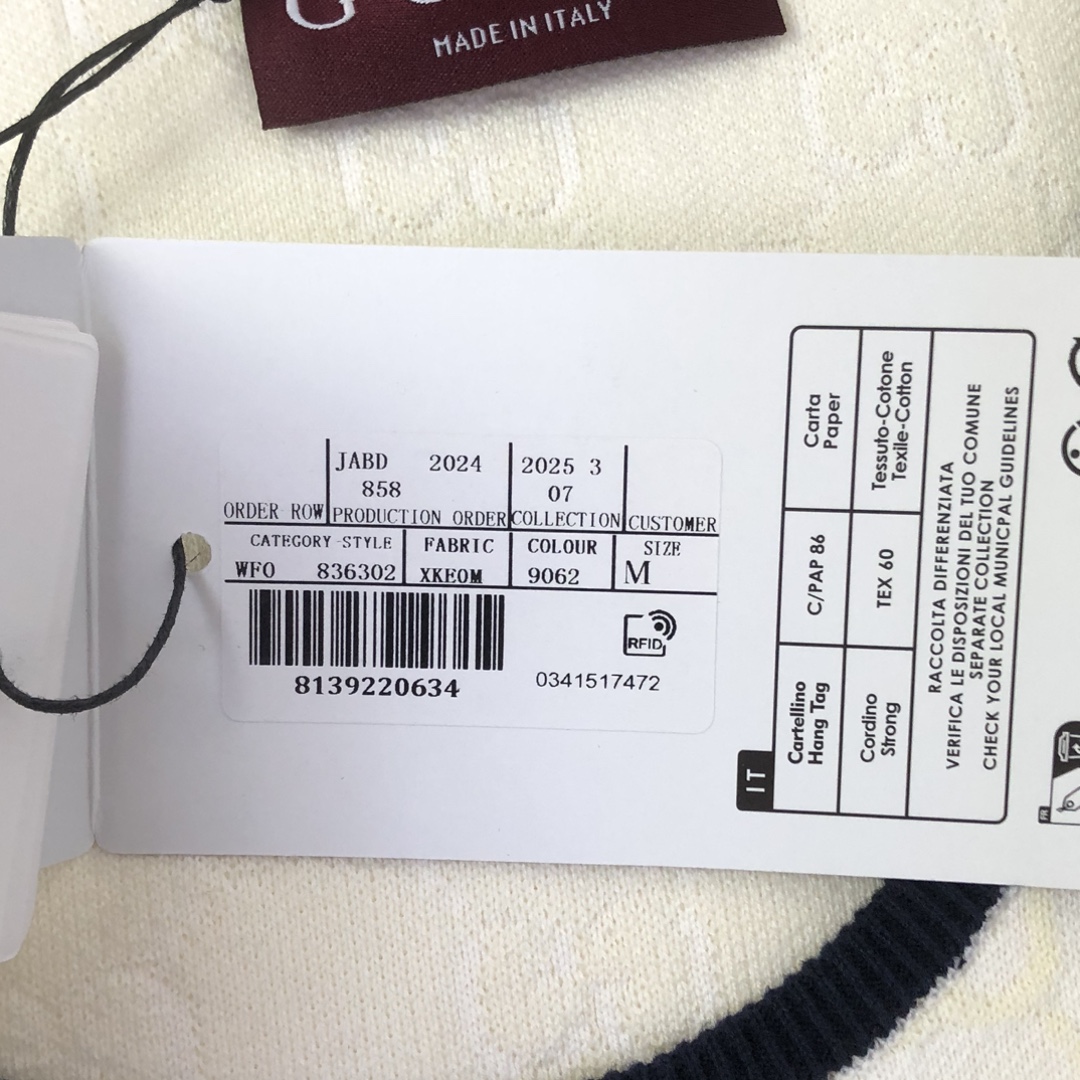 MADE IN ITALY
JABD 2024
858
2025 3
07
ORDER ROW PRODUCTION ORDER COLLECTION CUSTOMER
CATEGORY-STYLE FABRIC COLOUR SIZE
WFO 836302 XKEOM 9062 M
RFID
8139220634
0341517472
IT
Cartellino
Hang Tag
C/PAP 86
Carta
Paper
Cordino
Strong
TEX 60
Tessuto-Cotone
Texile-Cotton
RACCOLTA DIFFERENZIATA
VERIFICA LE DISPOSIZIONI DEL TUO COMUNE
SEPARATE COLLECTION
CHECK YOUR LOCAL MUNICPAL GUIDELINES
FR